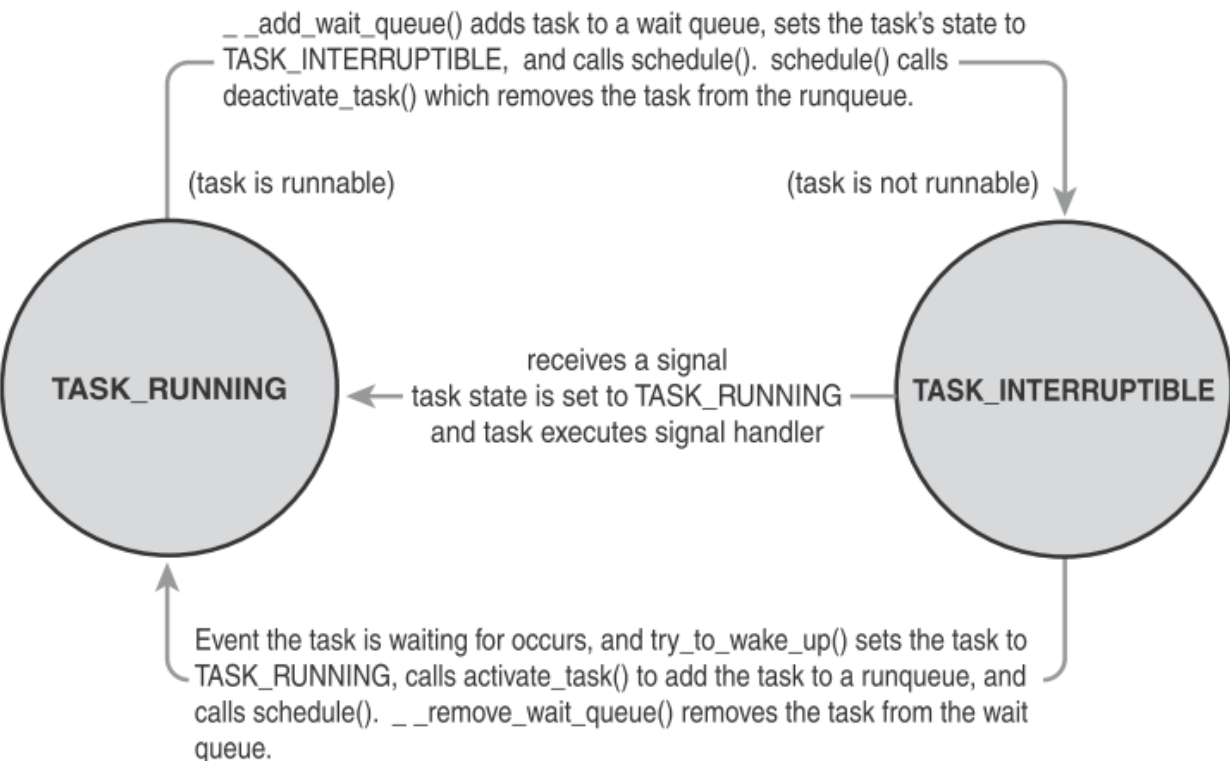 _ _add_wait_queue() adds task to a wait queue, sets the task's state to
TASK_INTERRUPTIBLE, and calls schedule(). schedule() calls
deactivate_task() which removes the task from the runqueue.
(task is runnable)
(task is not runnable)
TASK_RUNNING
receives a signal
task state is set to TASK_RUNNING
and task executes signal handler
TASK_INTERRUPTIBLE
Event the task is waiting for occurs, and try_to_wake_up() sets the task to
TASK_RUNNING, calls activate_task() to add the task to a runqueue, and
calls schedule(). _ _remove_wait_queue() removes the task from the wait
queue.